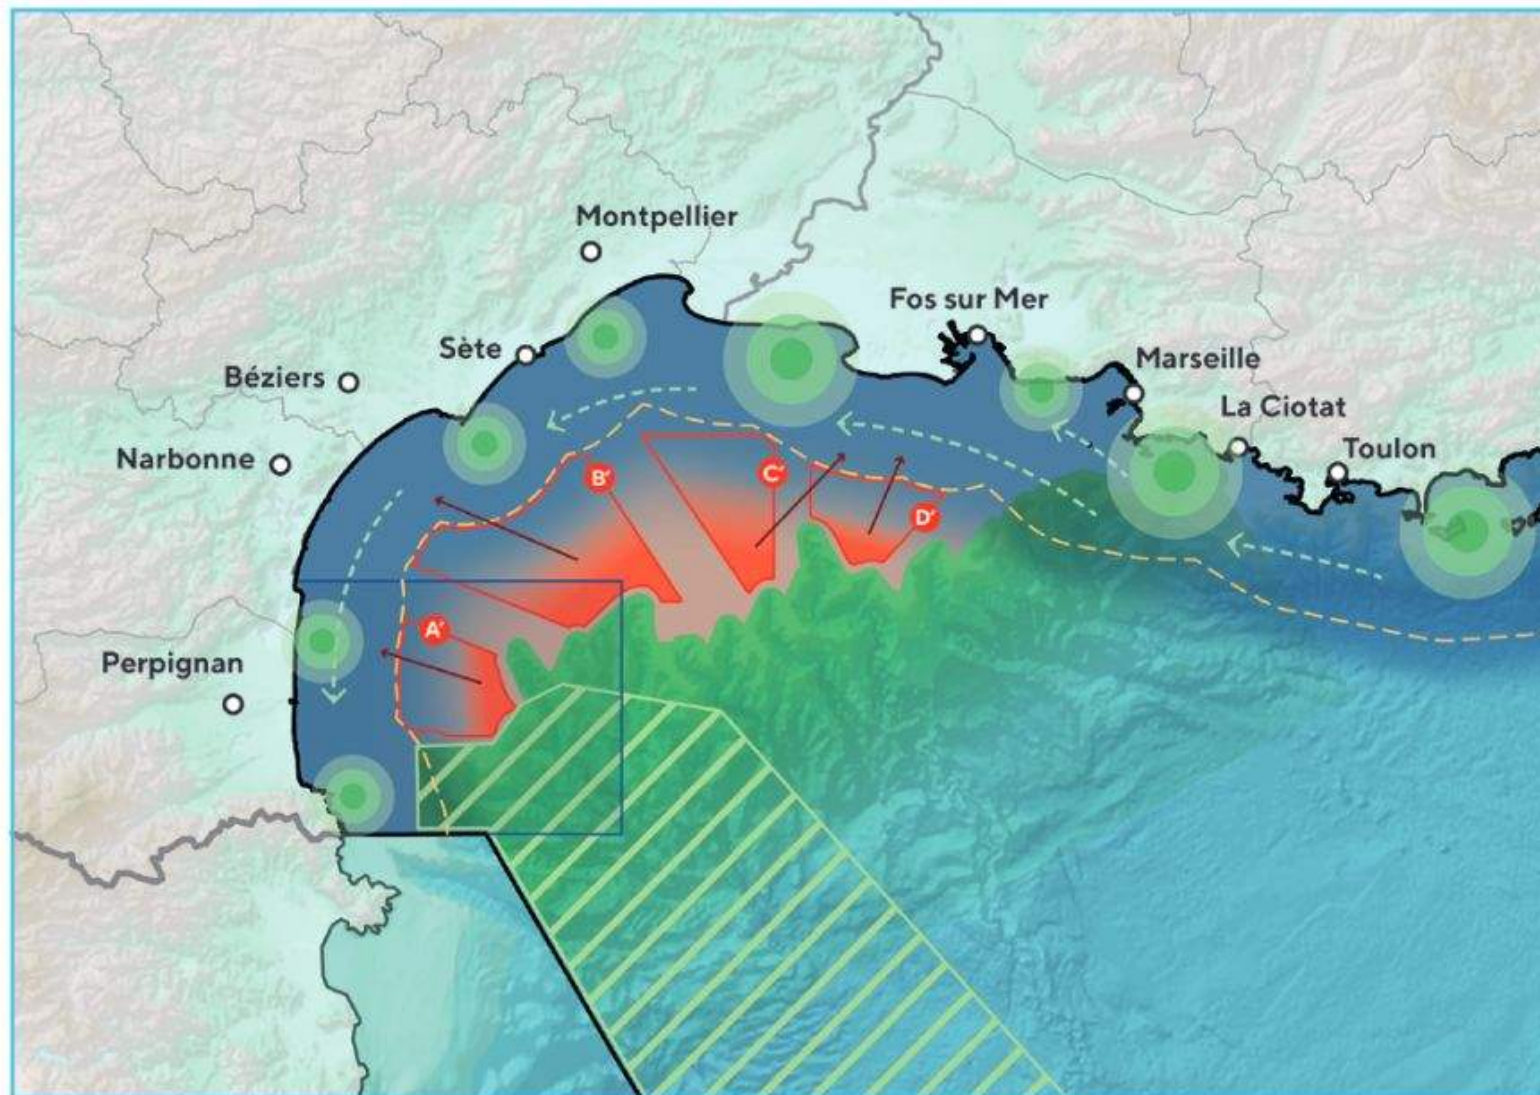 Montpellier
Fos sur Mer
Sète
Marseille
Béziers
La Ciotat
Toulon
Narbonne
B'
C'
D'
A'
Perpignan